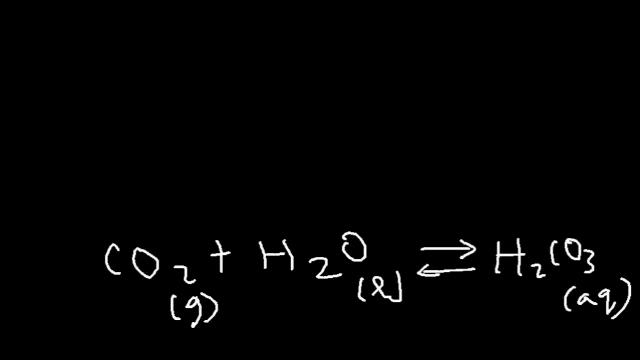 CO₂ + H₂O ⇌ H₂CO₃
(g) (l) (aq)